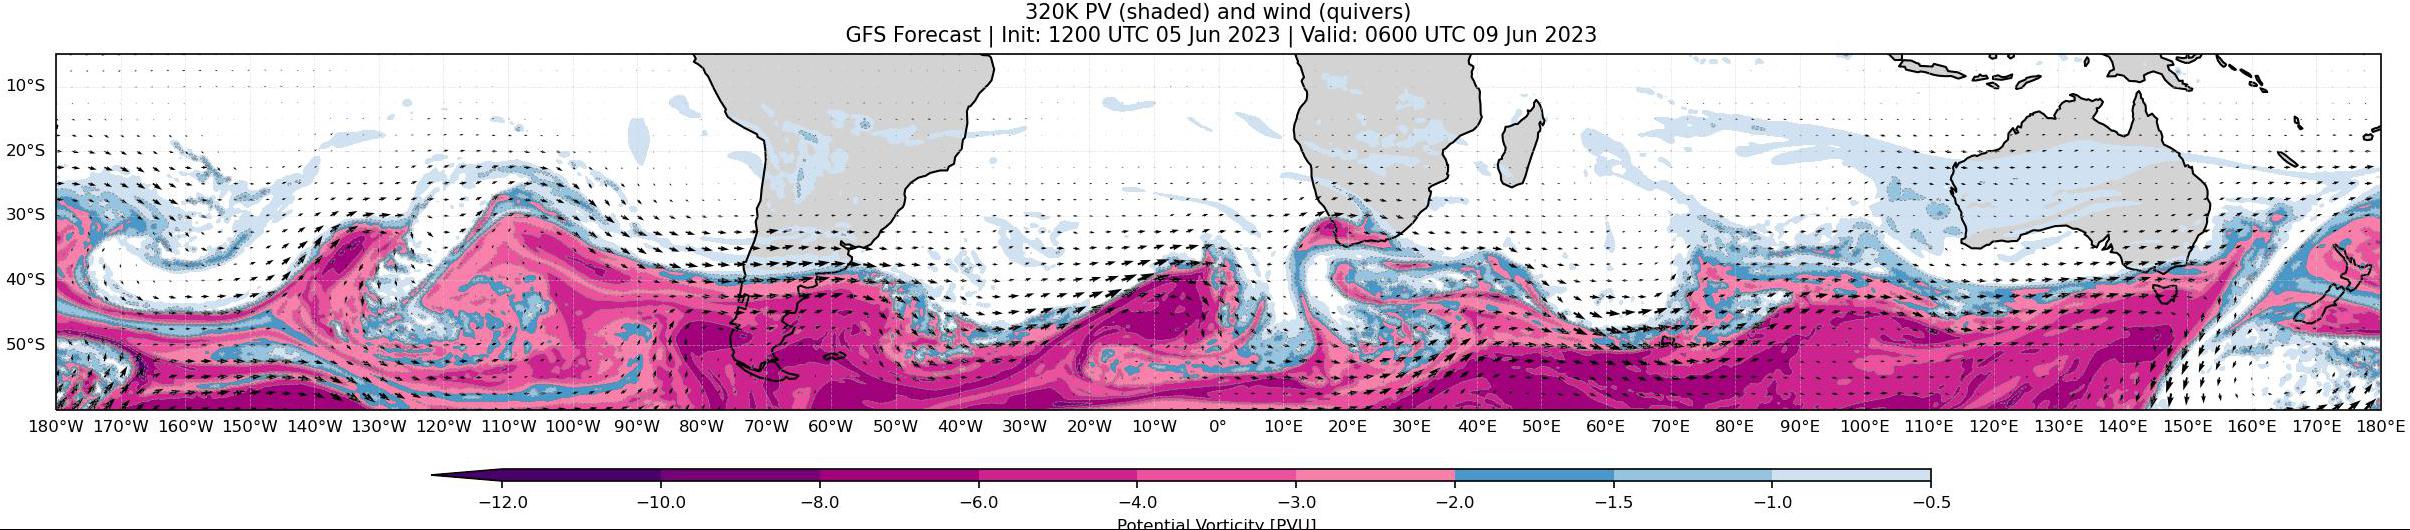 320K PV (shaded) and wind (quivers)
GFS Forecast | Init: 1200 UTC 05 Jun 2023 | Valid: 0600 UTC 09 Jun 2023
10°S
20°S
30°S
40°S
50°S
180°W 170°W 160°W 150°W 140°W 130°W 120°W 110°W 100°W 90°W 80°W 70°W 60°W 50°W 40°W 30°W 20°W 10°W 0° 10°E 20°E 30°E 40°E 50°E 60°E 70°E 80°E 90°E 100°E 110°E 120°E 130°E 140°E 150°E 160°E 170°E 180°E
−12.0 −10.0 −8.0 −6.0 −4.0 −3.0 −2.0 −1.5 −1.0 −0.5
Potential Vorticity [PVU]